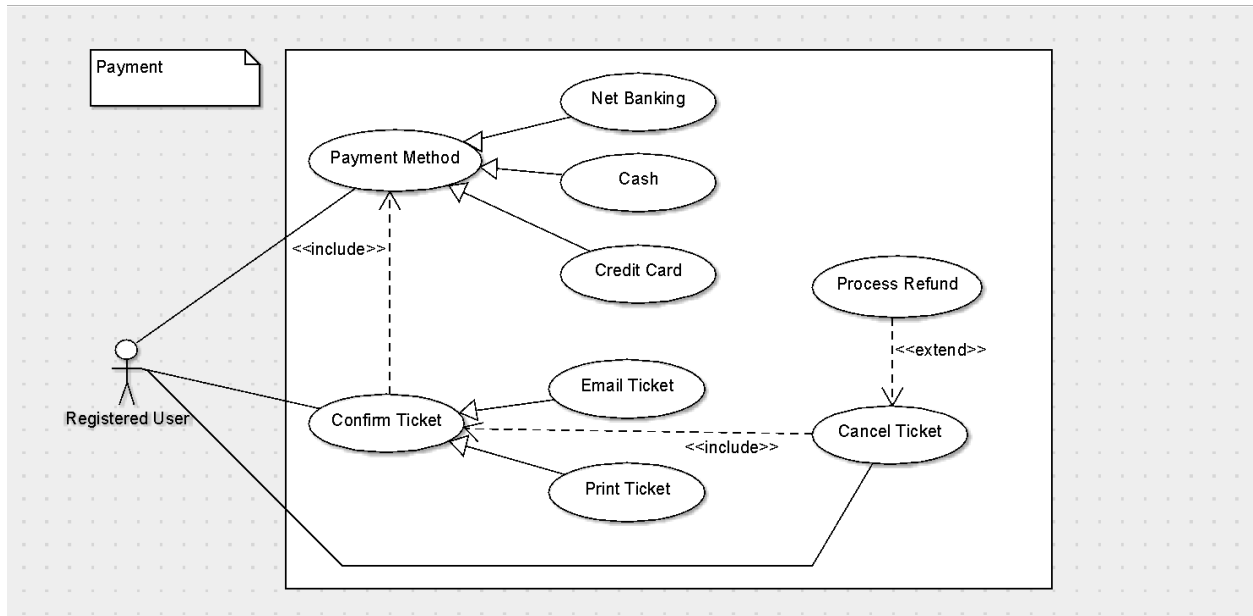 Payment
Net Banking
Payment Method
Cash
<<include>>
Credit Card
Process Refund
<<extend>>
Registered User
Email Ticket
Confirm Ticket
Cancel Ticket
<<include>>
Print Ticket